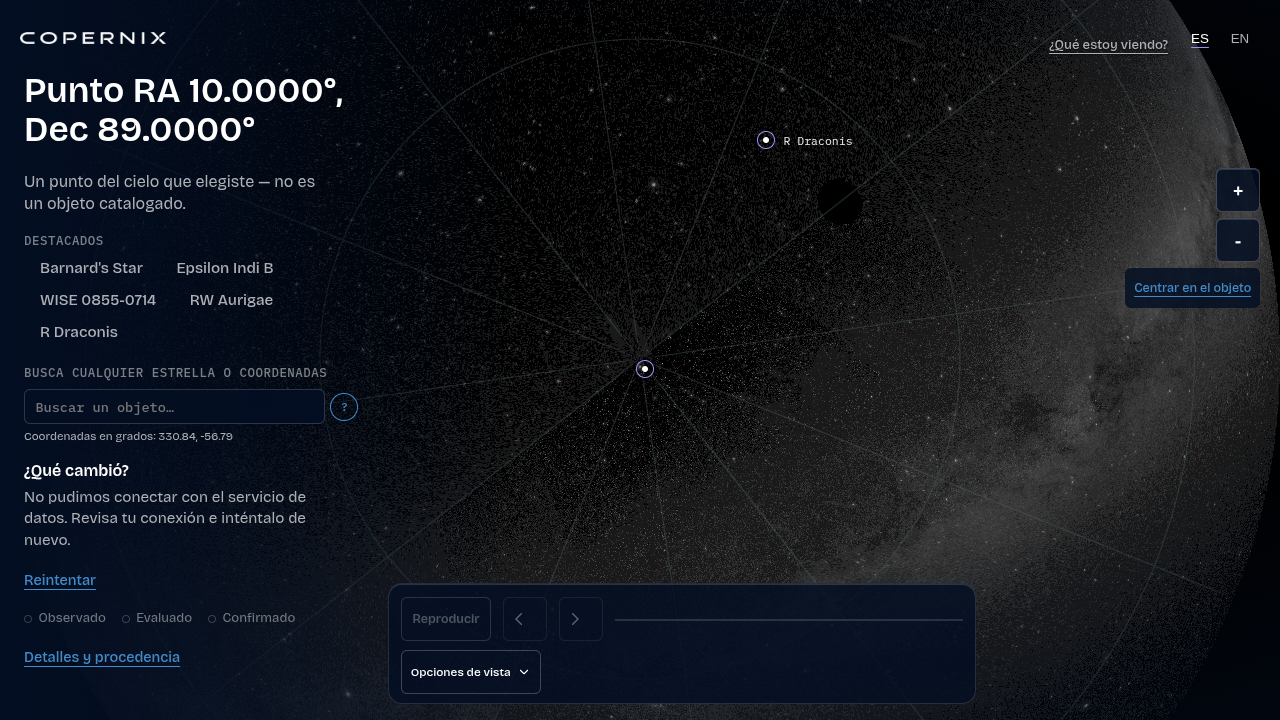 COPERNIX
¿Qué estoy viendo?
ES
EN
Punto RA 10.0000°,
Dec 89.0000°
Un punto del cielo que elegiste — no es
un objeto catalogado.
DESTACADOS
Barnard's Star
Epsilon Indi B
WISE 0855-0714
RW Aurigae
R Draconis
BUSCA CUALQUIER ESTRELLA O COORDENADAS
Buscar un objeto…
?
Coordenadas en grados: 330.84, -56.79
¿Qué cambió?
No pudimos conectar con el servicio de
datos. Revisa tu conexión e inténtalo de
nuevo.
Reintentar
Observado
Evaluado
Confirmado
Detalles y procedencia
R Draconis
+
-
Centrar en el objeto
Reproducir
Opciones de vista